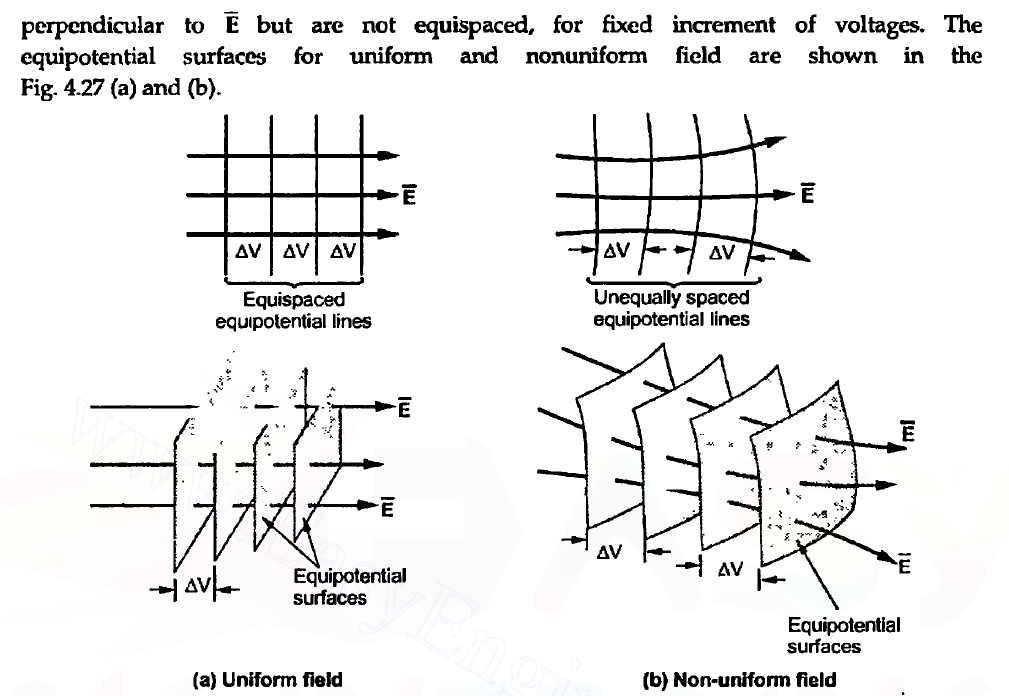 perpendicular to E̅ but are not equispaced, for fixed increment of voltages. The
equipotential surfaces for uniform and nonuniform field are shown in the
Fig. 4.27 (a) and (b).
E̅
ΔV ΔV ΔV
Equispaced
equipotential lines
E̅
ΔV ΔV
Unequally spaced
equipotential lines
E̅
E̅
ΔV
Equipotential
surfaces
E̅
E̅
ΔV
ΔV
Equipotential
surfaces
(a) Uniform field
(b) Non-uniform field